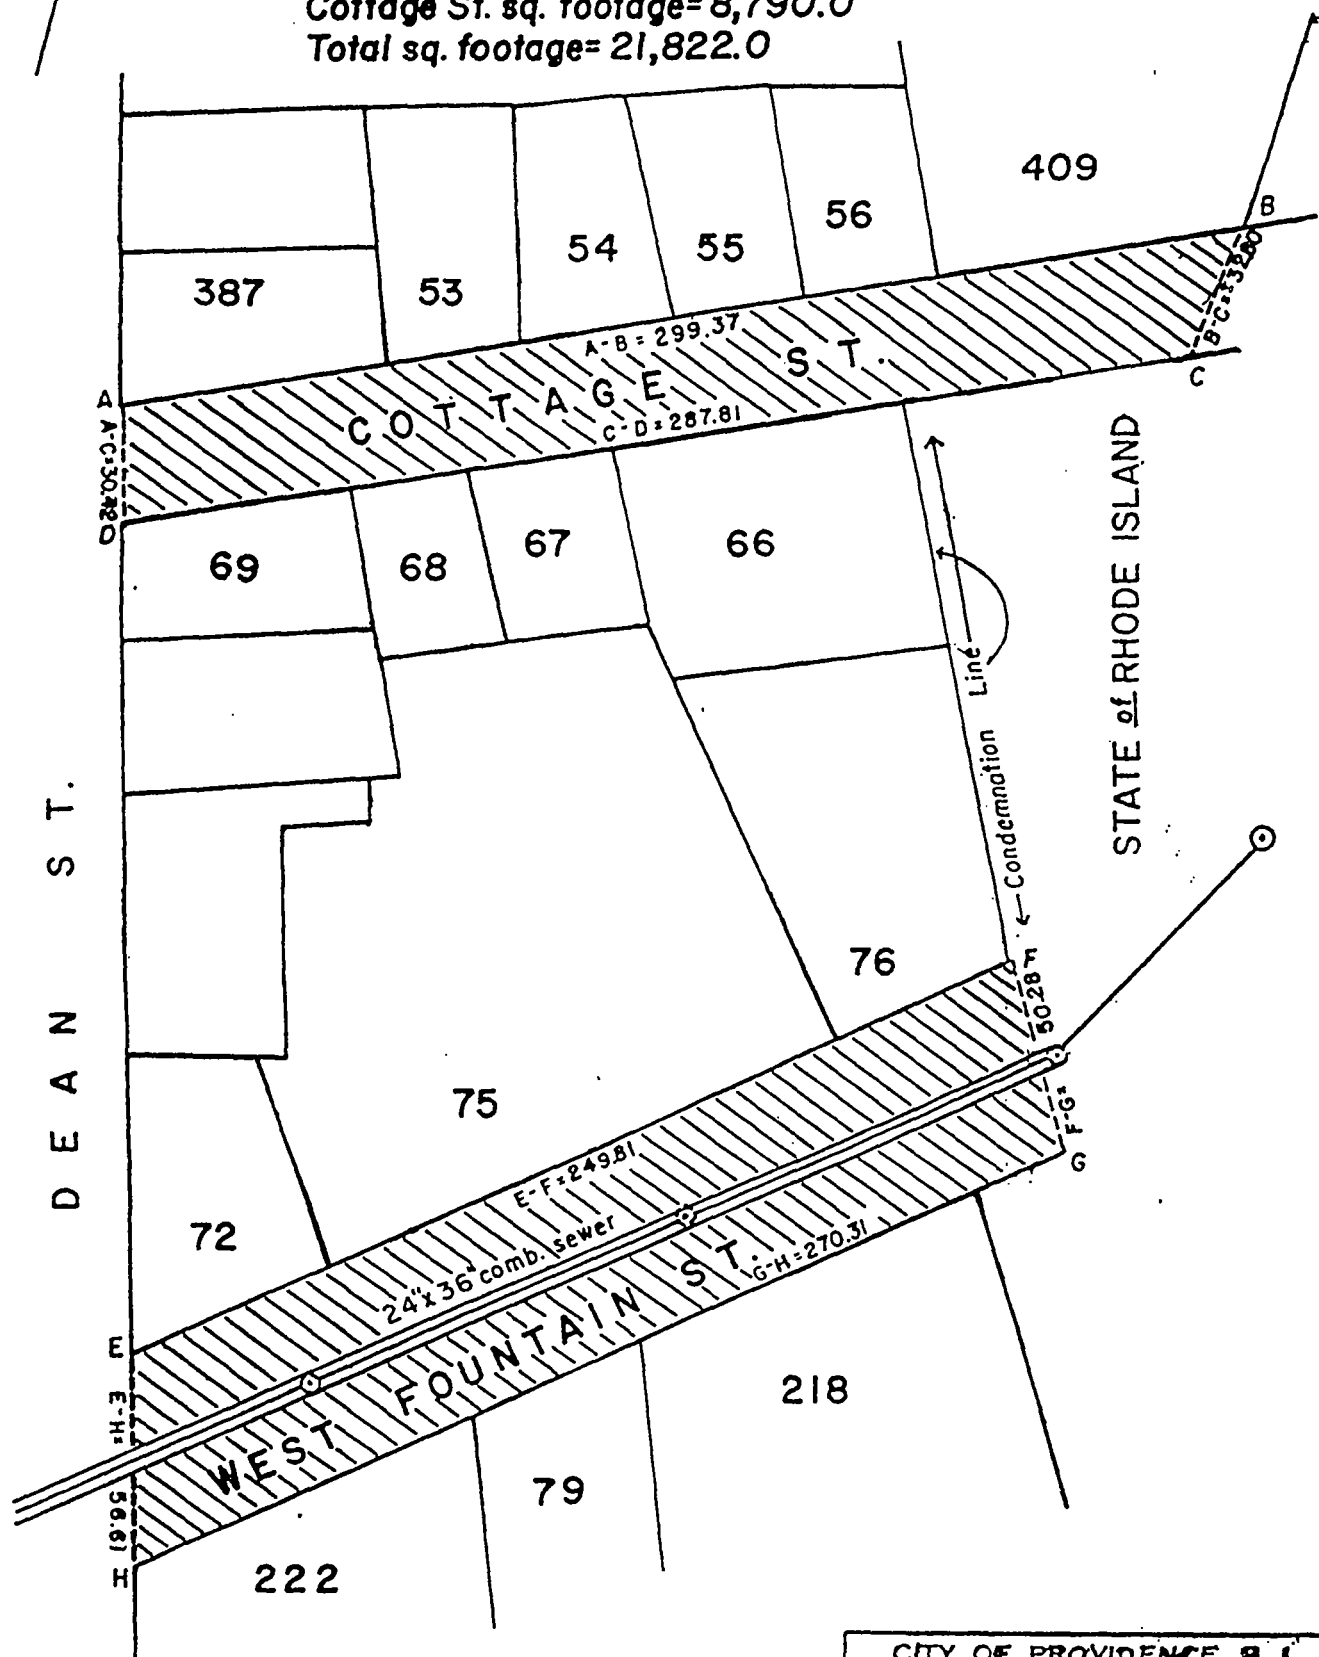 Cottage St. sq. footage= 8,790.0
Total sq. footage= 21,822.0
409
B
56
54
55
387
53
B-C=±32.80
A-B = 299.37
COTTAGE ST.
C
A
C-D=287.81
A-C=30.42
D
69
68
67
66
STATE of RHODE ISLAND
Condemnation Line
DEAN ST.
76
F
F-G= 50.28
75
G
E-F=249.81
72
24"x36" comb. sewer
G-H=270.31
WEST FOUNTAIN ST.
E
E-H= 56.61
218
79
H
222
CITY OF PROVIDENCE R. I.